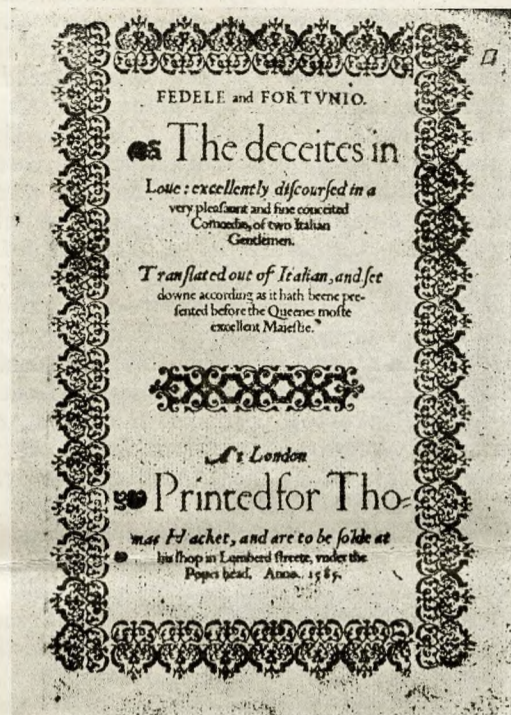 FEDELE and FORTVNIO.
The deceites in
Loue: excellently diſcourſed in a
very pleaſaunt and fine conceited
Comoedie, of two Italian
Gentlemen.
Tranſlated out of Italian, and ſet
downe according as it hath beene pre-
ſented before the Queenes moſte
excellent Maieſtie.
At London
Printed for Tho-
mas Hacket, and are to be ſolde at
his ſhop in Lumberd ſtreete, vnder the
Popes head. Anno. 1585.